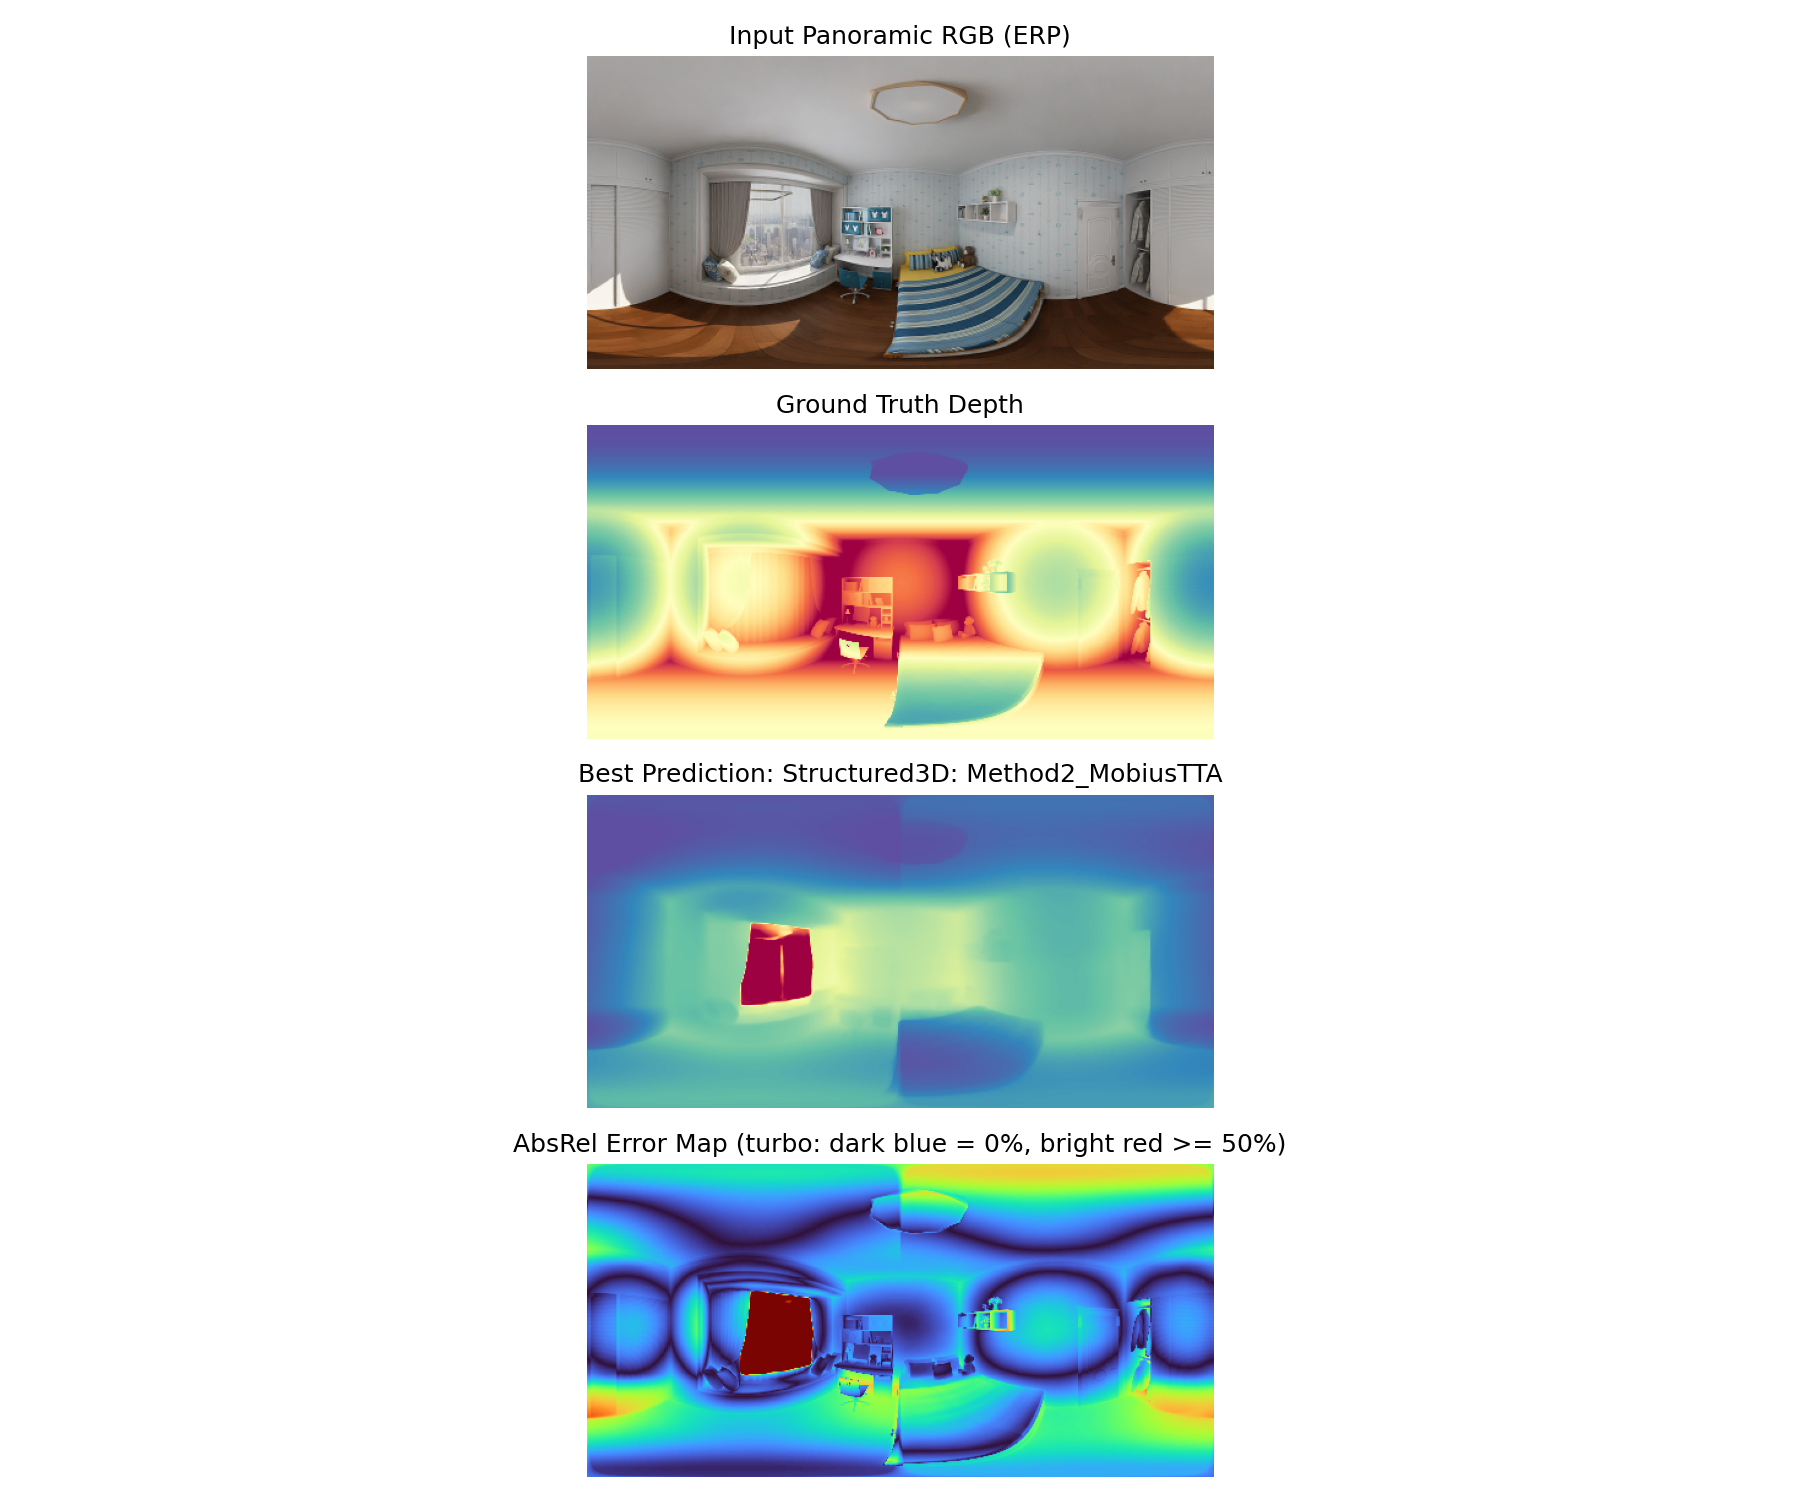 Input Panoramic RGB (ERP)
Ground Truth Depth
Best Prediction: Structured3D: Method2_MobiusTTA
AbsRel Error Map (turbo: dark blue = 0%, bright red >= 50%)